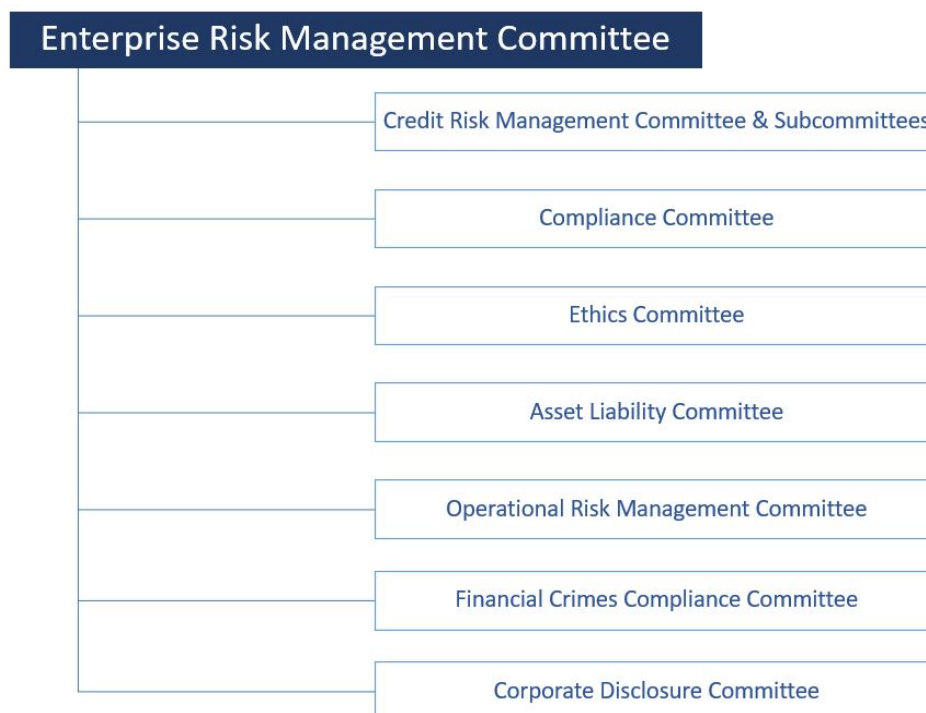 Enterprise Risk Management Committee
Credit Risk Management Committee & Subcommittees
Compliance Committee
Ethics Committee
Asset Liability Committee
Operational Risk Management Committee
Financial Crimes Compliance Committee
Corporate Disclosure Committee